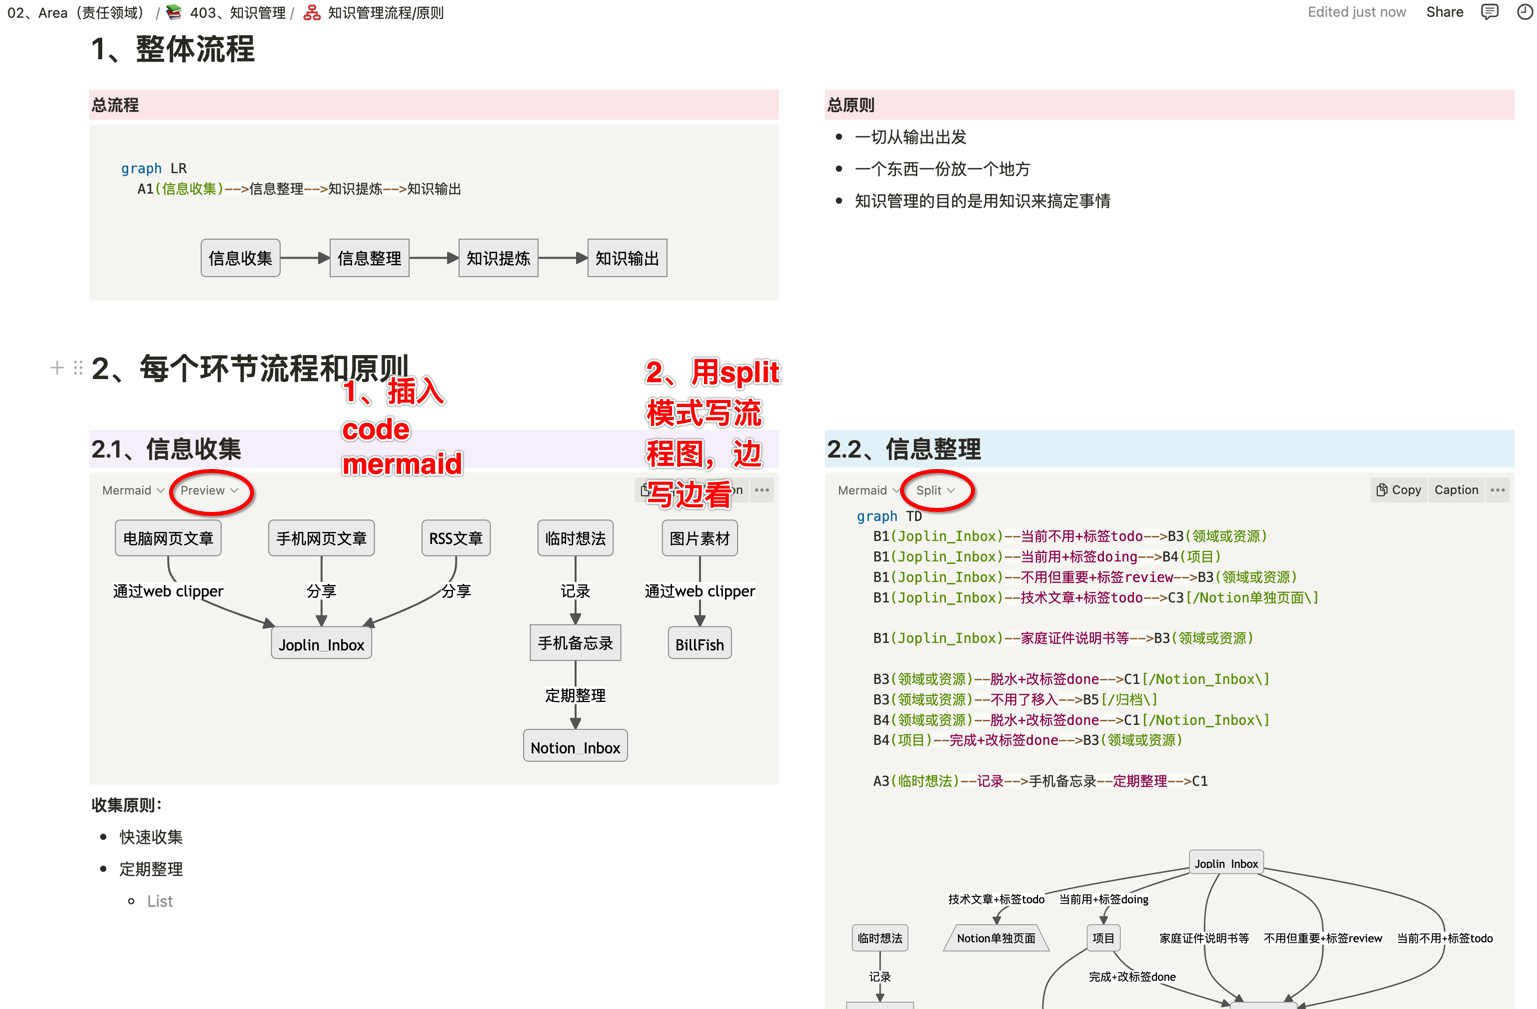 02、Area（责任领域） / 403、知识管理 / 知识管理流程/原则
Edited just now Share
1、整体流程
总流程
graph LR
A1(信息收集)-->信息整理-->知识提炼-->知识输出
信息收集 信息整理 知识提炼 知识输出
总原则
一切从输出出发
一个东西一份放一个地方
知识管理的目的是用知识来搞定事情
2、每个环节流程和原则
1、插入
code
mermaid
2、用split
模式写流
程图，边
写边看
2.1、信息收集
Mermaid Preview
电脑网页文章 手机网页文章 RSS文章 临时想法 图片素材
通过web clipper 分享 分享 记录 通过web clipper
Joplin_Inbox 手机备忘录 BillFish
定期整理
Notion_Inbox
收集原则：
快速收集
定期整理
List
2.2、信息整理
Mermaid Split Copy Caption
graph TD
B1(Joplin_Inbox)--当前不用+标签todo-->B3(领域或资源)
B1(Joplin_Inbox)--当前用+标签doing-->B4(项目)
B1(Joplin_Inbox)--不用但重要+标签review-->B3(领域或资源)
B1(Joplin_Inbox)--技术文章+标签todo-->C3[/Notion单独页面\]
B1(Joplin_Inbox)--家庭证件说明书等-->B3(领域或资源)
B3(领域或资源)--脱水+改标签done-->C1[/Notion_Inbox\]
B3(领域或资源)--不用了移入-->B5[/归档\]
B4(领域或资源)--脱水+改标签done-->C1[/Notion_Inbox\]
B4(项目)--完成+改标签done-->B3(领域或资源)
A3(临时想法)--记录-->手机备忘录--定期整理-->C1
Joplin_Inbox
技术文章+标签todo 当前用+标签doing
临时想法 Notion单独页面 项目 家庭证件说明书等 不用但重要+标签review 当前不用+标签todo
记录 完成+改标签done